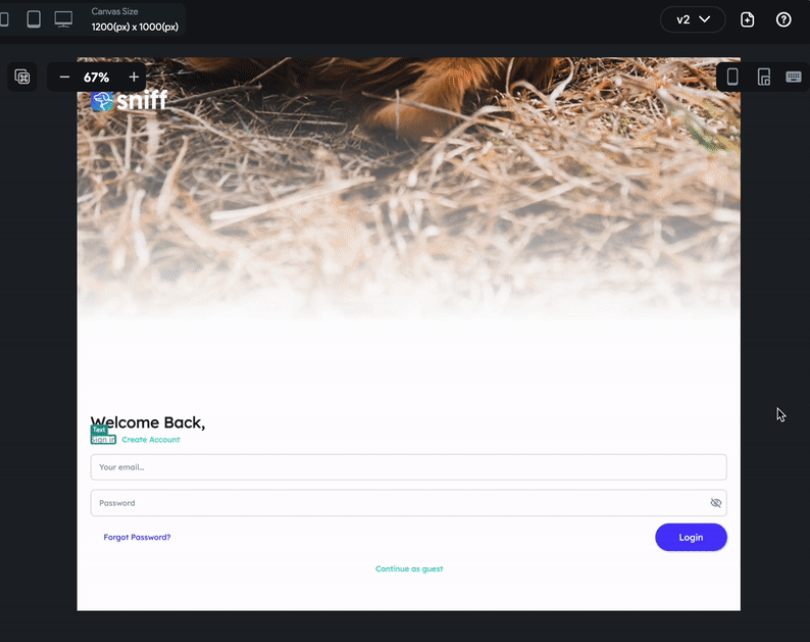 Canvas Size
1200(px) x 1000(px)
v2
67%
sniff
Welcome Back,
Text
Sign in Create Account
Your email...
Password
Forgot Password?
Login
Continue as guest